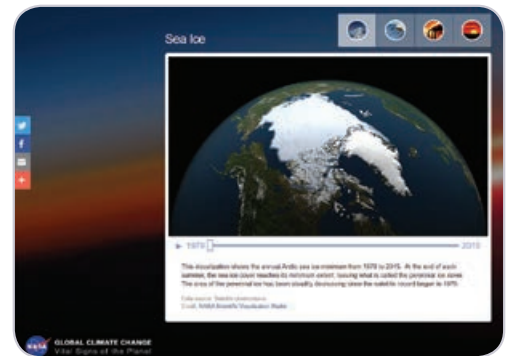 Sea Ice
1979
2015
This visualization shows the annual Arctic sea ice minimum from 1979 to 2015. At the end of each
summer, the sea ice cover reaches its minimum extent, leaving what is called the perennial ice cover.
The area of the perennial ice has been steadily decreasing since the satellite record began in 1979.
Data source: Satellite observations.
Credit: NASA Scientific Visualization Studio
NASA
GLOBAL CLIMATE CHANGE
Vital Signs of the Planet